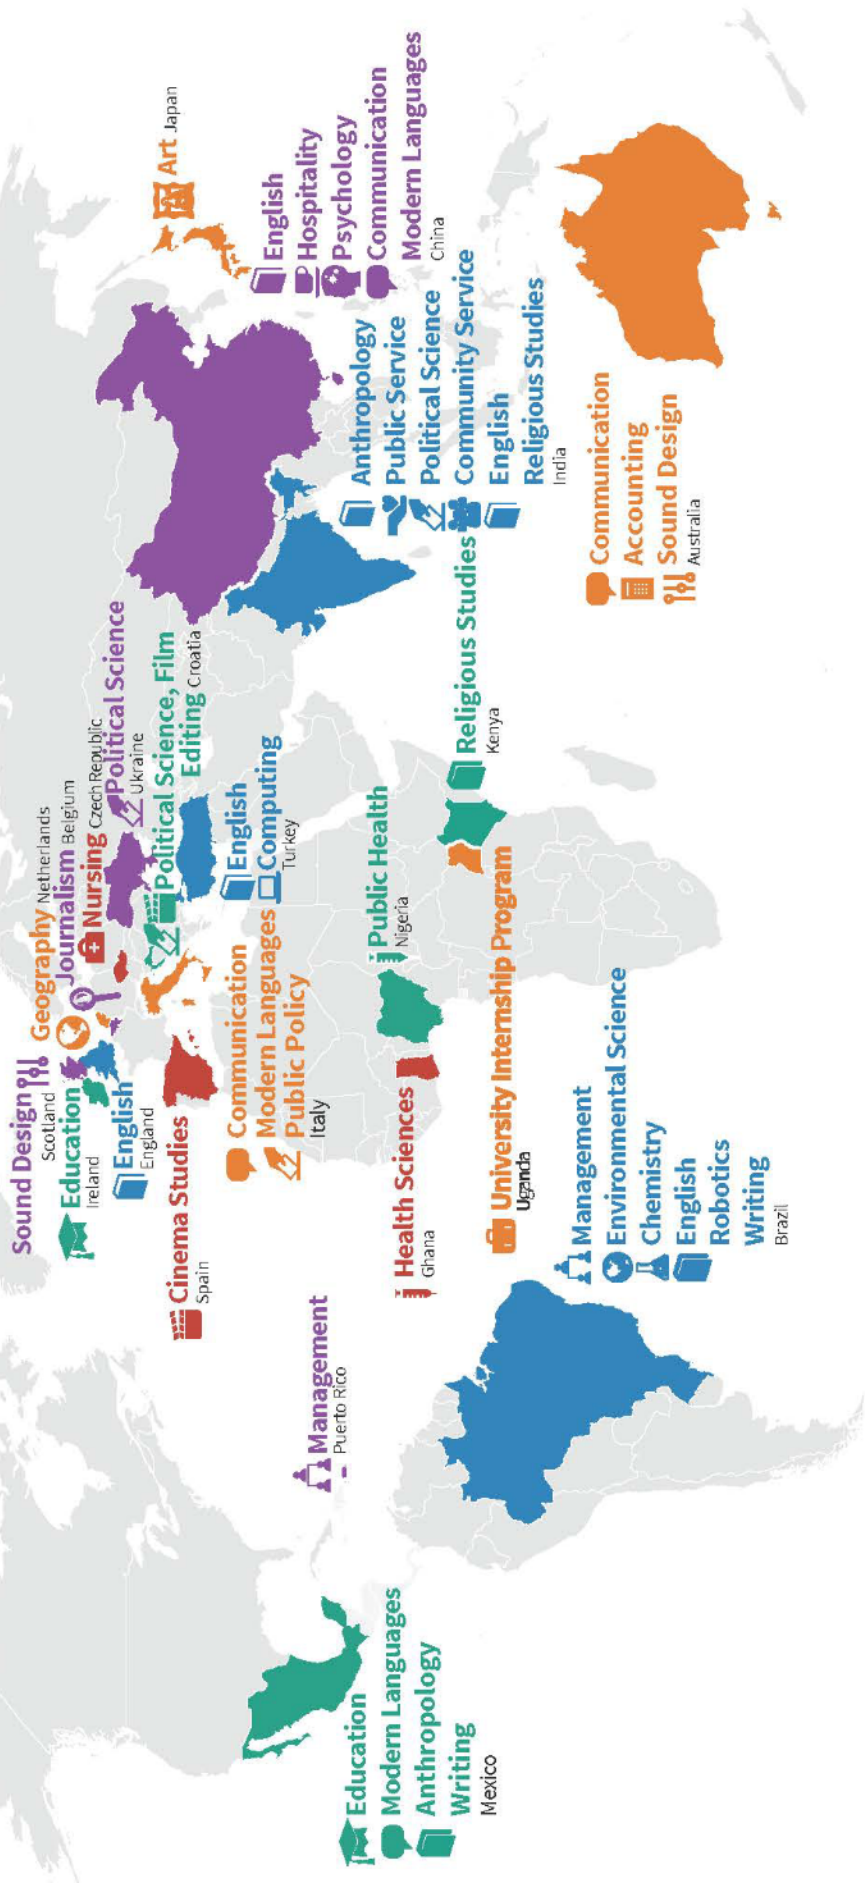 Sound Design
Scotland
Education
Ireland
English
England
Geography Netherlands
Journalism Belgium
Nursing Czech Republic
Political Science
Ukraine
Political Science, Film
Editing Croatia
English
Computing
Turkey
Cinema Studies
Spain
Communication
Modern Languages
Public Policy
Italy
Art Japan
English
Hospitality
Psychology
Communication
Modern Languages
China
Anthropology
Public Service
Political Science
Community Service
English
Religious Studies
India
Communication
Accounting
Sound Design
Australia
Religious Studies
Kenya
Public Health
Nigeria
Health Sciences
Ghana
University Internship Program
Uganda
Management
Puerto Rico
Management
Environmental Science
Chemistry
English
Robotics
Writing
Brazil
Education
Modern Languages
Anthropology
Writing
Mexico